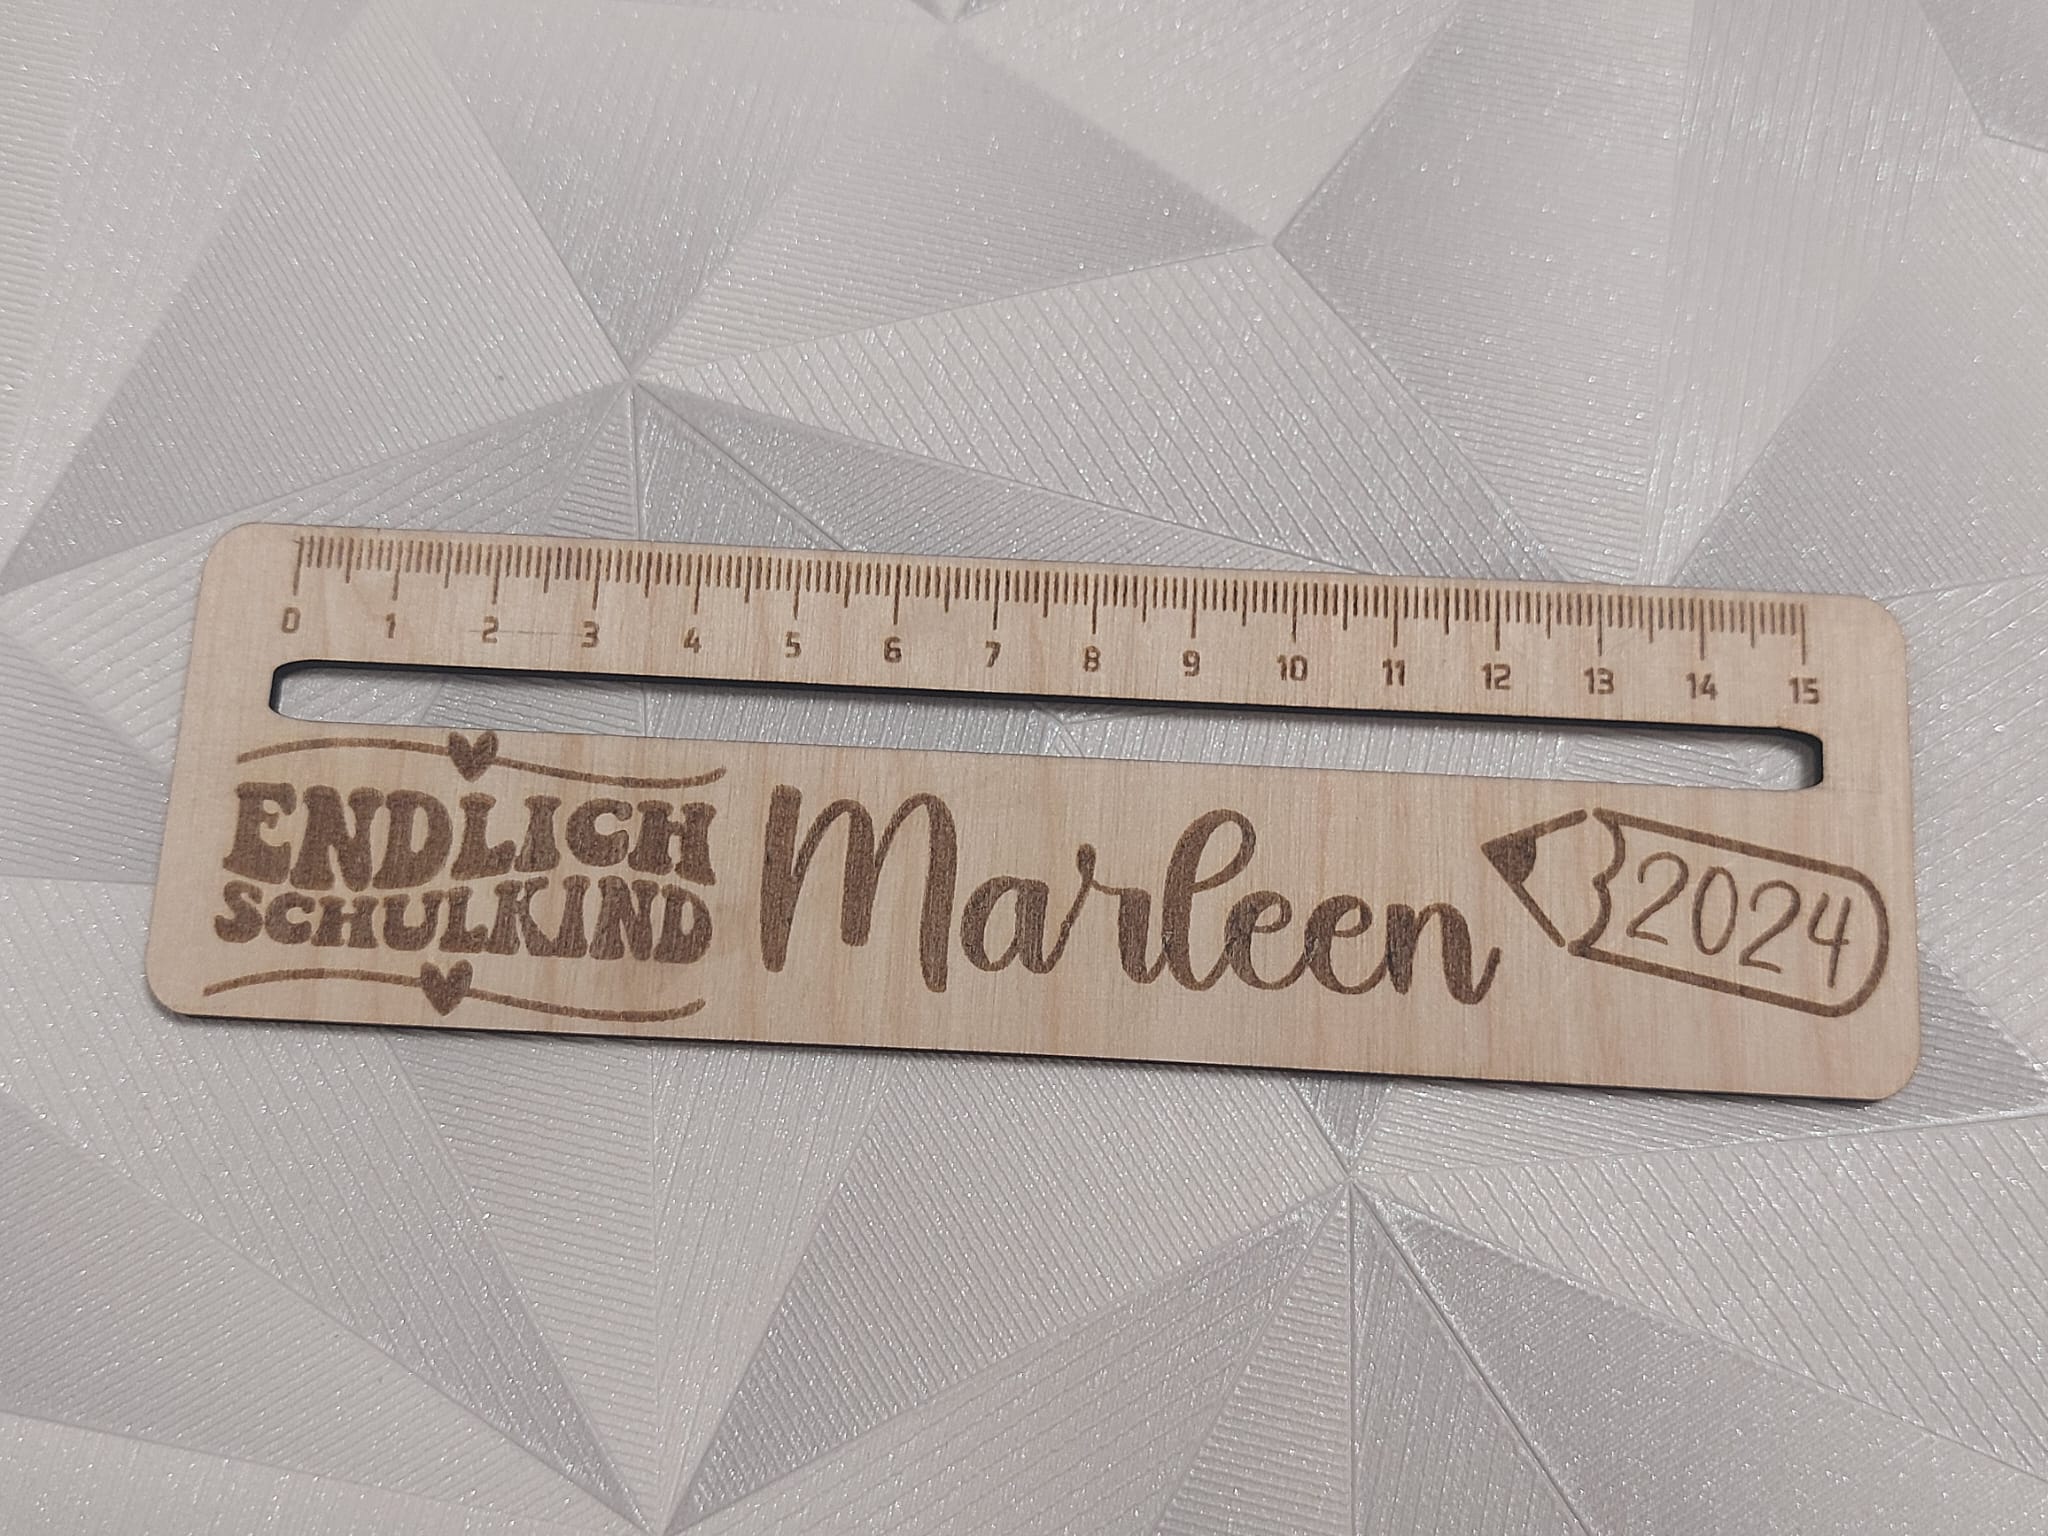 0 1 2 3 4 5 6 7 8 9 10 11 12 13 14 15
ENDLICH
SCHULKIND
Marleen
2024